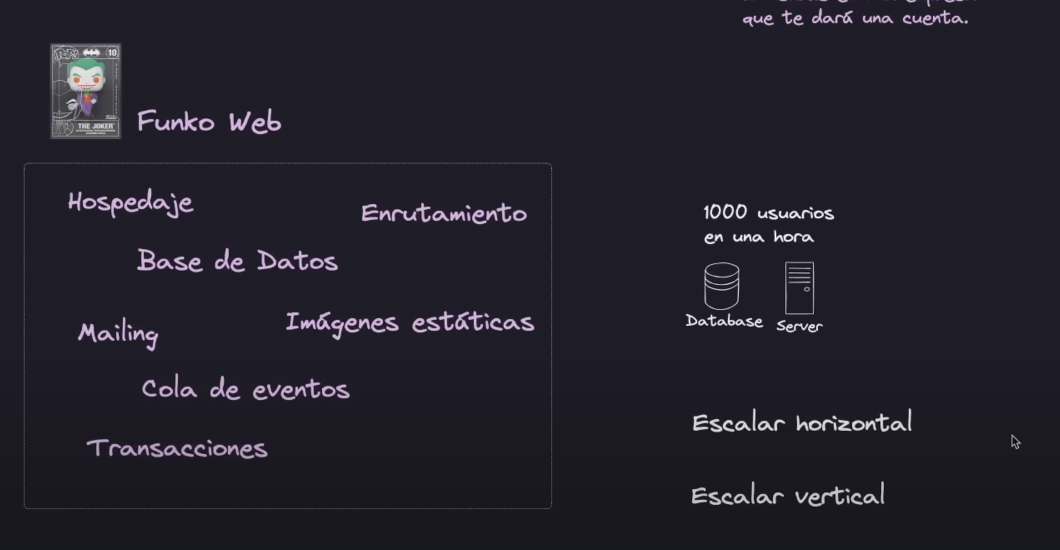 que te dará una cuenta.
10
THE JOKER
Funko Web
Hospedaje
Enrutamiento
Base de Datos
Mailing
Imágenes estáticas
Cola de eventos
Transacciones
1000 usuarios
en una hora
Database
Server
Escalar horizontal
Escalar vertical